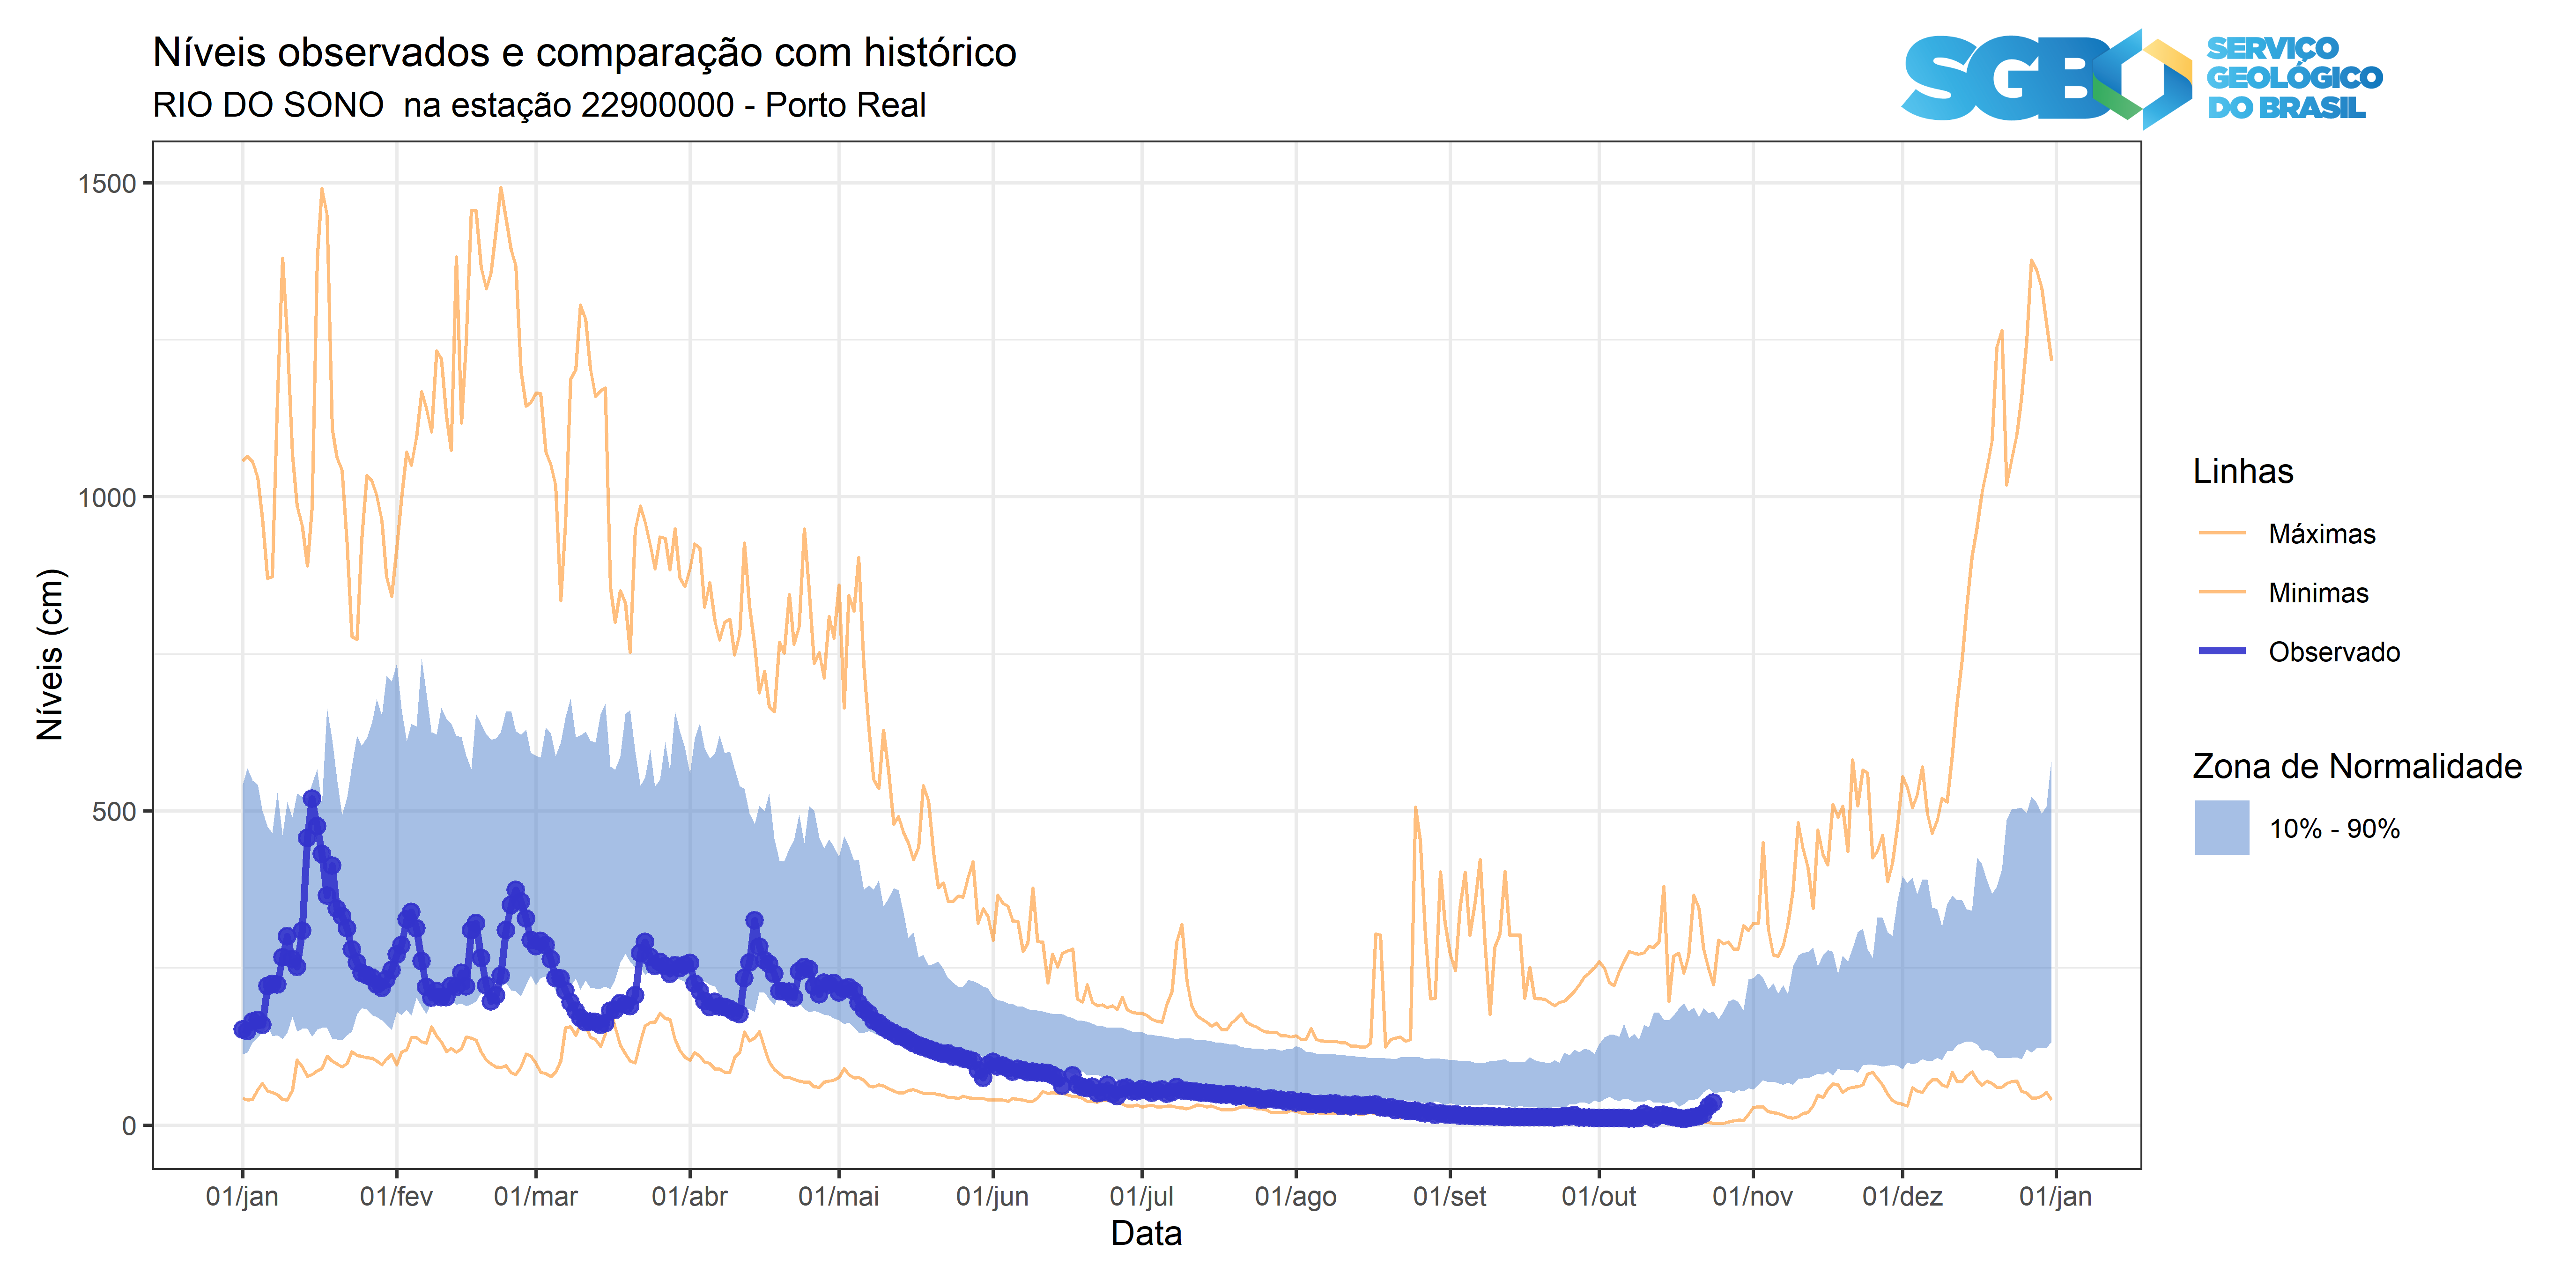 Níveis observados e comparação com histórico
RIO DO SONO  na estação 22900000 - Porto Real
SGB
SERVIÇO
GEOLÓGICO
DO BRASIL
Níveis (cm)
1500
1000
500
0
01/jan
01/fev
01/mar
01/abr
01/mai
01/jun
01/jul
01/ago
01/set
01/out
01/nov
01/dez
01/jan
Data
Linhas
Máximas
Minimas
Observado
Zona de Normalidade
10% - 90%